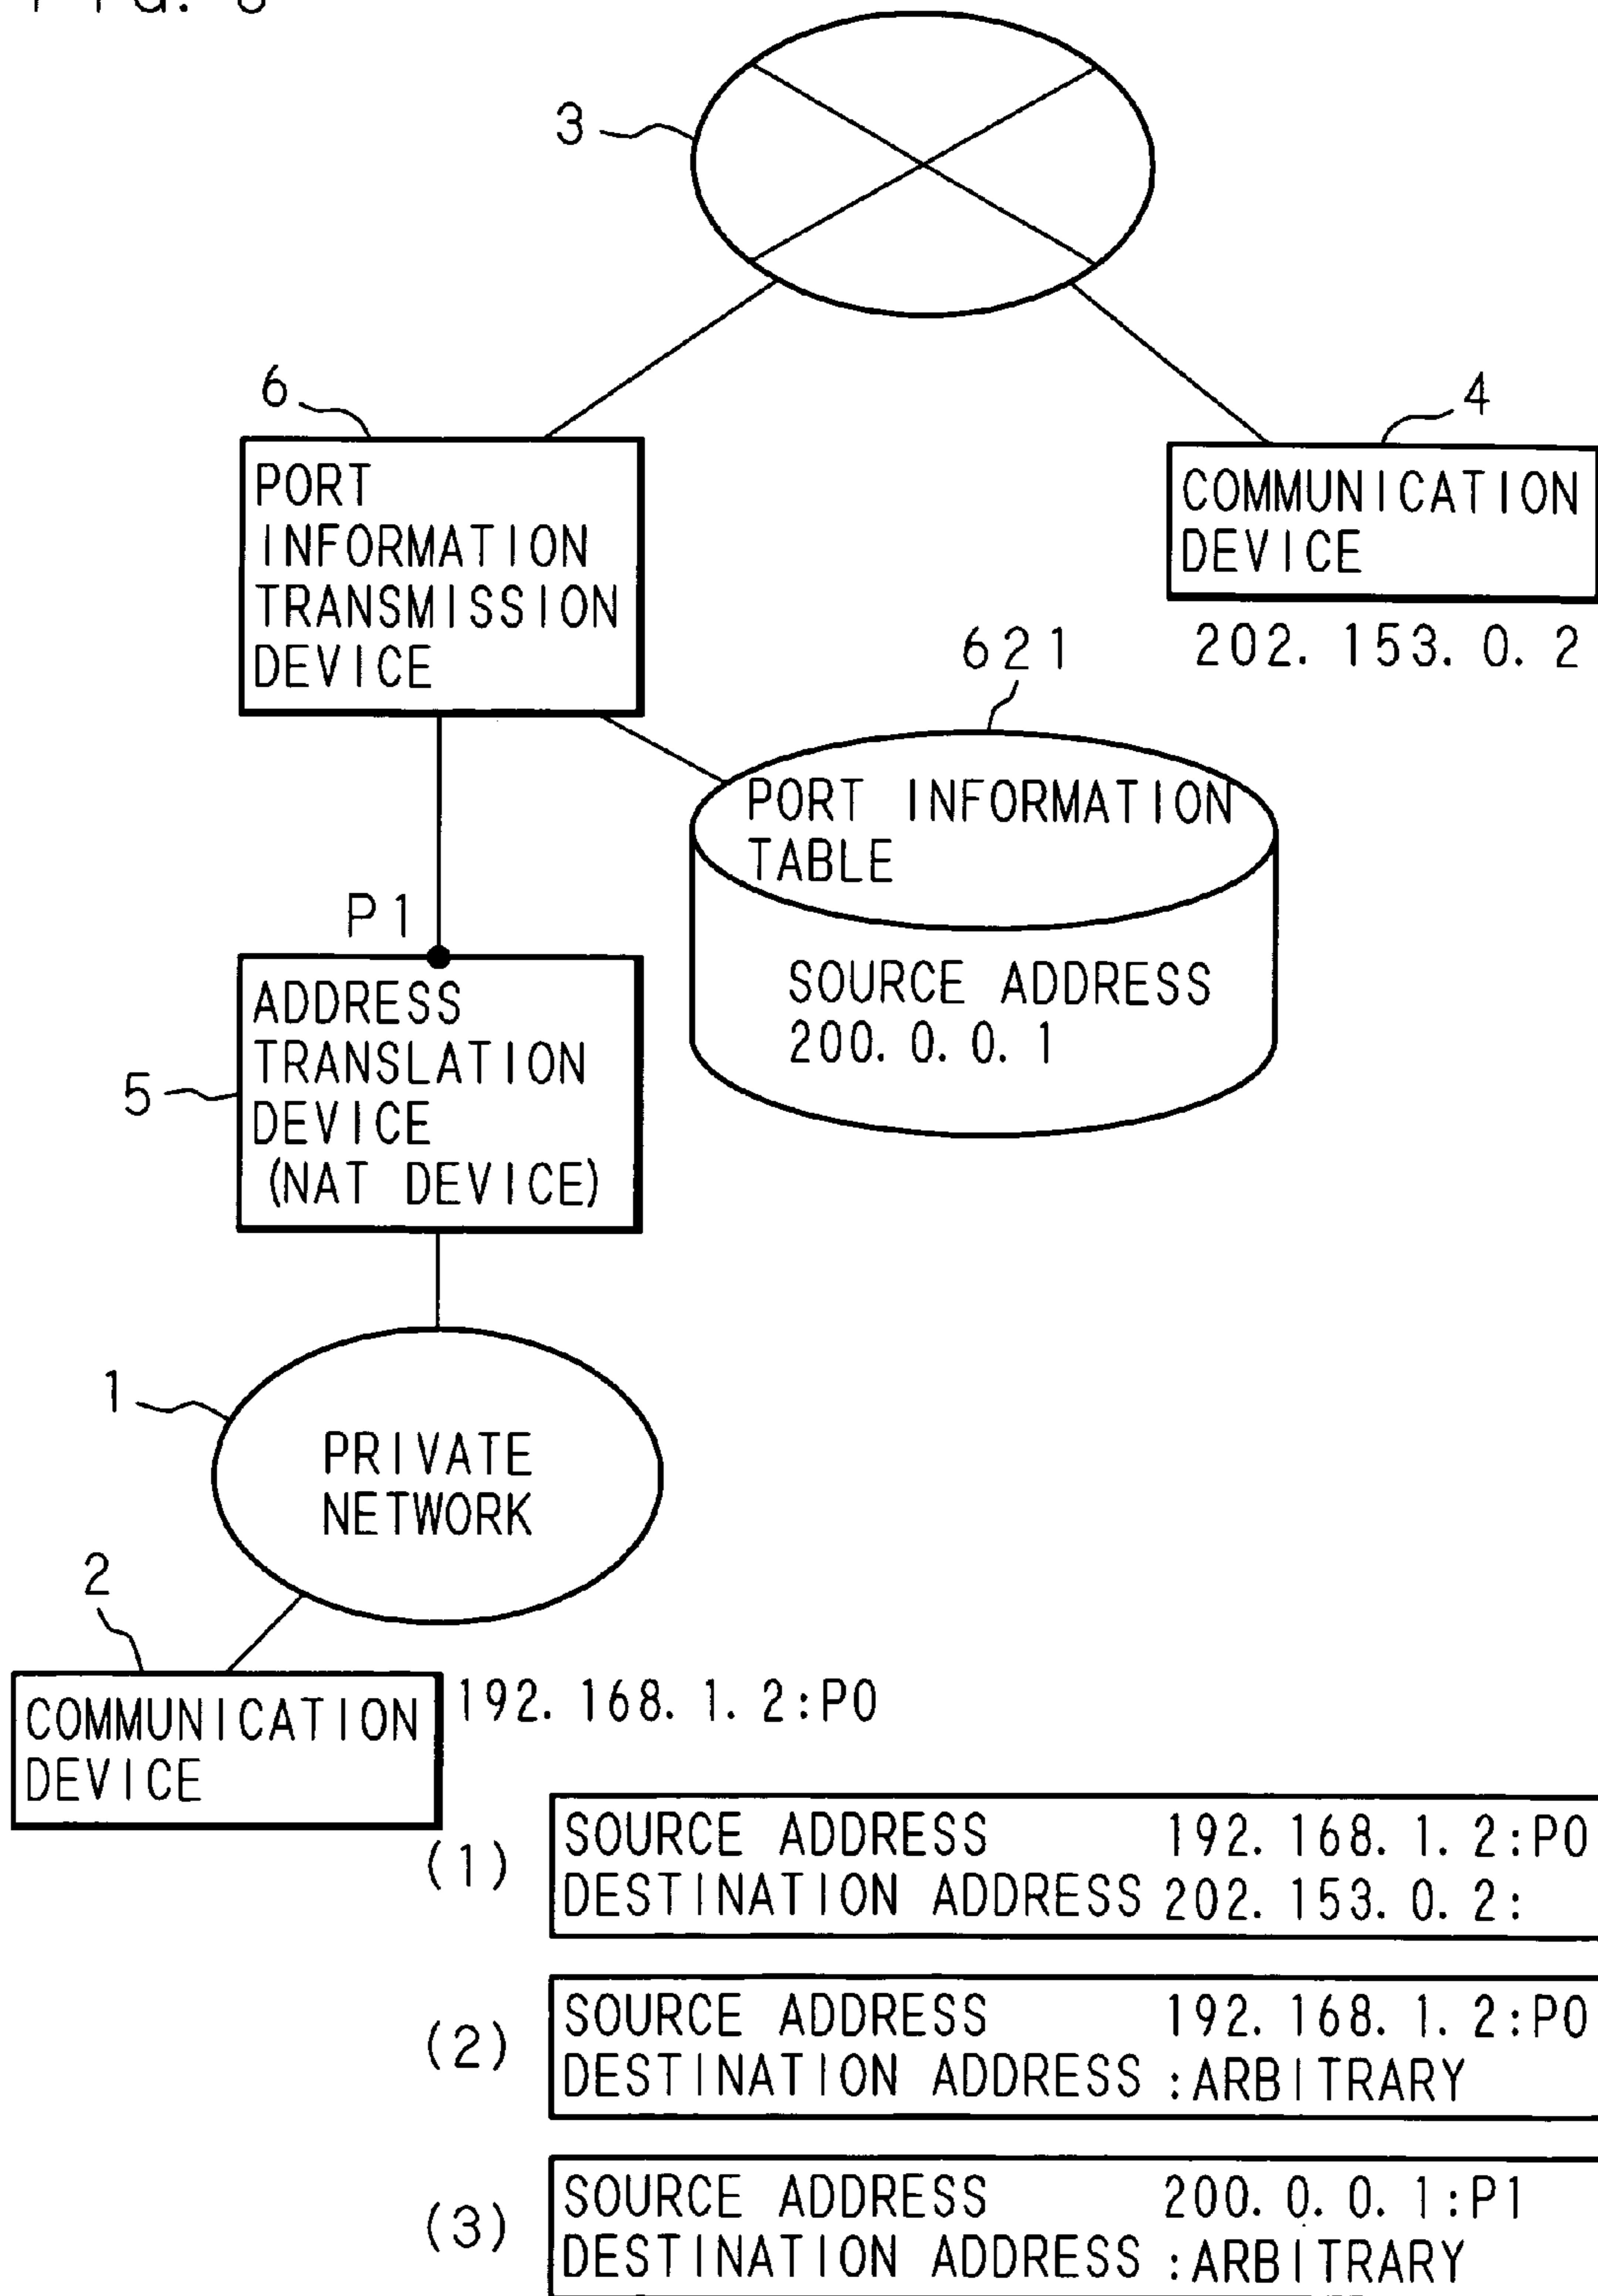 3
6
4
PORT
INFORMATION
TRANSMISSION
DEVICE
COMMUNICATION
DEVICE
202. 153. 0. 2
621
PORT INFORMATION
TABLE
SOURCE ADDRESS
200. 0. 0. 1
P1
ADDRESS
TRANSLATION
DEVICE
(NAT DEVICE)
5
1
PRIVATE
NETWORK
2
COMMUNICATION
DEVICE
192. 168. 1. 2:P0
(1)
SOURCE ADDRESS 192. 168. 1. 2:P0
DESTINATION ADDRESS 202. 153. 0. 2:
(2)
SOURCE ADDRESS 192. 168. 1. 2:P0
DESTINATION ADDRESS :ARBITRARY
(3)
SOURCE ADDRESS 200. 0. 0. 1:P1
DESTINATION ADDRESS :ARBITRARY